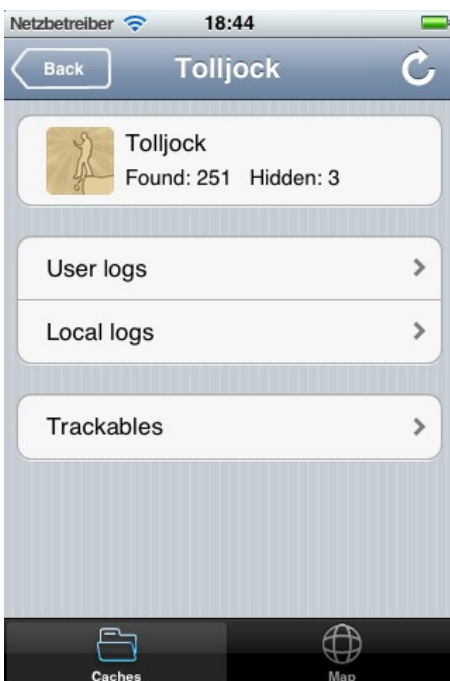 Netzbetreiber 18:44
Back Tolljock
Tolljock
Found: 251 Hidden: 3
User logs
Local logs
Trackables
Caches Map